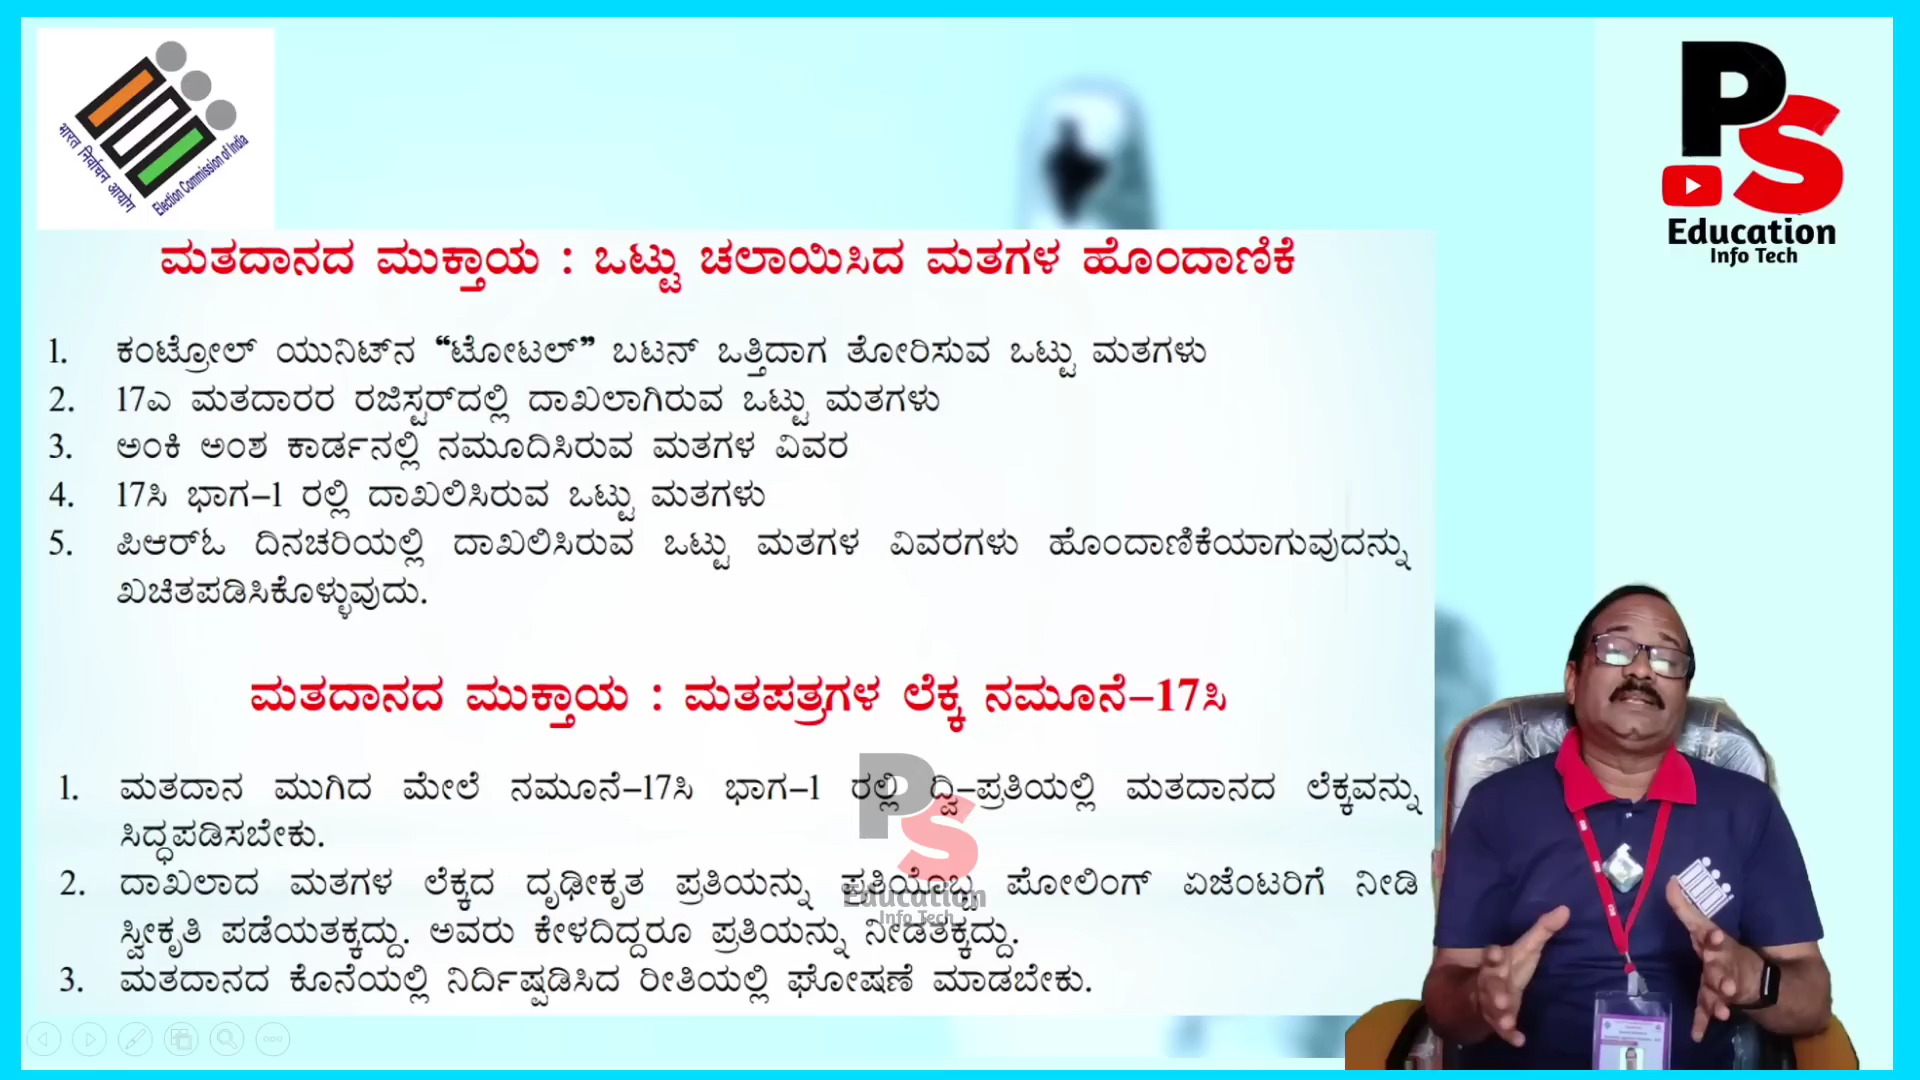 भारत निर्वाचन आयोग
Election Commission of India
PS
Education
Info Tech
ಮತದಾನದ ಮುಕ್ತಾಯ : ಒಟ್ಟು ಚಲಾಯಿಸಿದ ಮತಗಳ ಹೊಂದಾಣಿಕೆ
1. ಕಂಟ್ರೋಲ್ ಯುನಿಟ್‌ನ “ಟೋಟಲ್” ಬಟನ್ ಒತ್ತಿದಾಗ ತೋರಿಸುವ ಒಟ್ಟು ಮತಗಳು
2. 17ಎ ಮತದಾರರ ರಜಿಸ್ಟರ್‌ದಲ್ಲಿ ದಾಖಲಾಗಿರುವ ಒಟ್ಟು ಮತಗಳು
3. ಅಂಕಿ ಅಂಶ ಕಾರ್ಡನಲ್ಲಿ ನಮೂದಿಸಿರುವ ಮತಗಳ ವಿವರ
4. 17ಸಿ ಭಾಗ–1 ರಲ್ಲಿ ದಾಖಲಿಸಿರುವ ಒಟ್ಟು ಮತಗಳು
5. ಪಿಆರ್‌ಓ ದಿನಚರಿಯಲ್ಲಿ ದಾಖಲಿಸಿರುವ ಒಟ್ಟು ಮತಗಳ ವಿವರಗಳು ಹೊಂದಾಣಿಕೆಯಾಗುವುದನ್ನು
ಖಚಿತಪಡಿಸಿಕೊಳ್ಳುವುದು.
ಮತದಾನದ ಮುಕ್ತಾಯ : ಮತಪತ್ರಗಳ ಲೆಕ್ಕ ನಮೂನೆ–17ಸಿ
1. ಮತದಾನ ಮುಗಿದ ಮೇಲೆ ನಮೂನೆ–17ಸಿ ಭಾಗ–1 ರಲ್ಲಿ ದ್ವಿ–ಪ್ರತಿಯಲ್ಲಿ ಮತದಾನದ ಲೆಕ್ಕವನ್ನು
ಸಿದ್ಧಪಡಿಸಬೇಕು.
2. ದಾಖಲಾದ ಮತಗಳ ಲೆಕ್ಕದ ದೃಢೀಕೃತ ಪ್ರತಿಯನ್ನು ಪ್ರತಿಯೊಬ್ಬ ಪೋಲಿಂಗ್ ಏಜೆಂಟರಿಗೆ ನೀಡಿ
ಸ್ವೀಕೃತಿ ಪಡೆಯತಕ್ಕದ್ದು. ಅವರು ಕೇಳದಿದ್ದರೂ ಪ್ರತಿಯನ್ನು ನೀಡತಕ್ಕದ್ದು.
3. ಮತದಾನದ ಕೊನೆಯಲ್ಲಿ ನಿರ್ದಿಷ್ಪಡಿಸಿದ ರೀತಿಯಲ್ಲಿ ಘೋಷಣೆ ಮಾಡಬೇಕು.
PS
Education
Info Tech